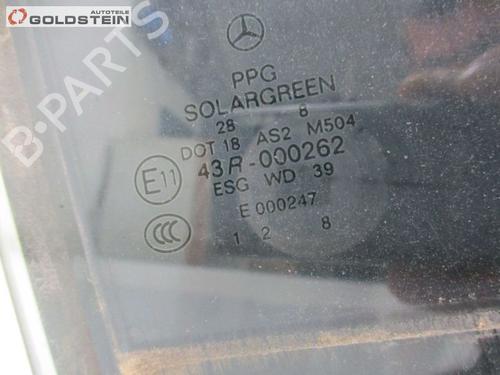 AUTOTEILE
GOLDSTEIN
B-PARTS
PPG
SOLARGREEN
28 8
DOT 18 AS2 M504
43R-000262
E11
ESG WD 39
E 000247
CCC
1 2 8